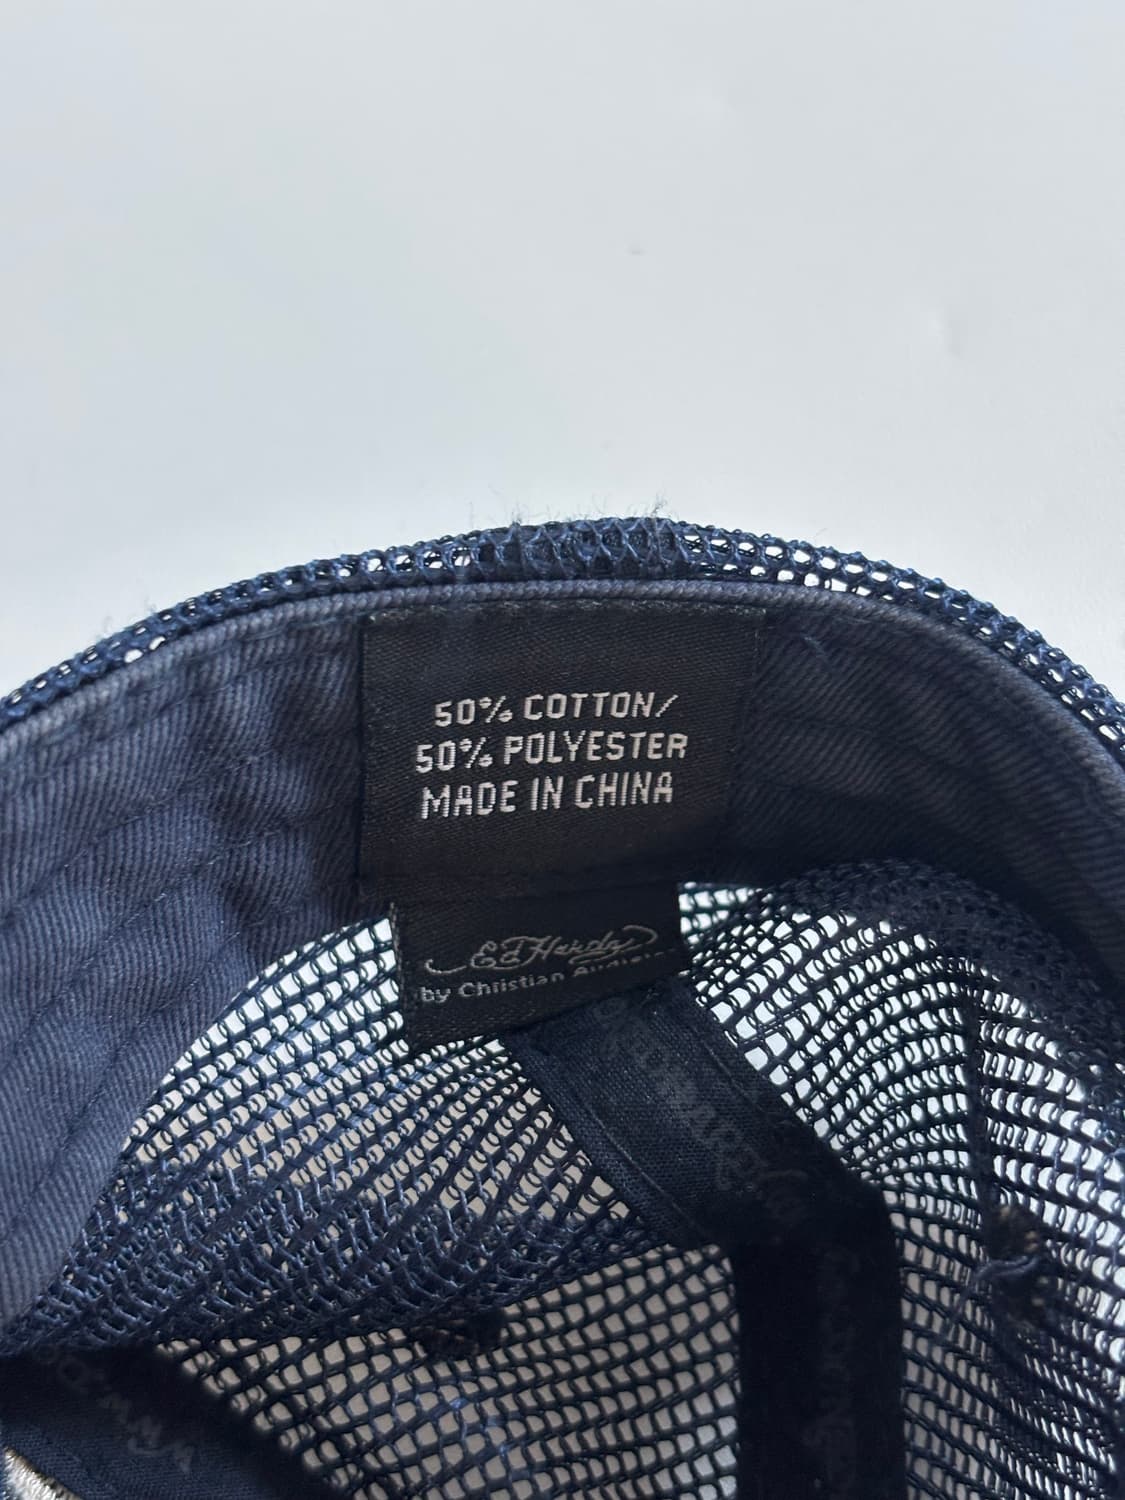 50% COTTON/
50% POLYESTER
MADE IN CHINA
Ed Hardy
by Christian Audigier